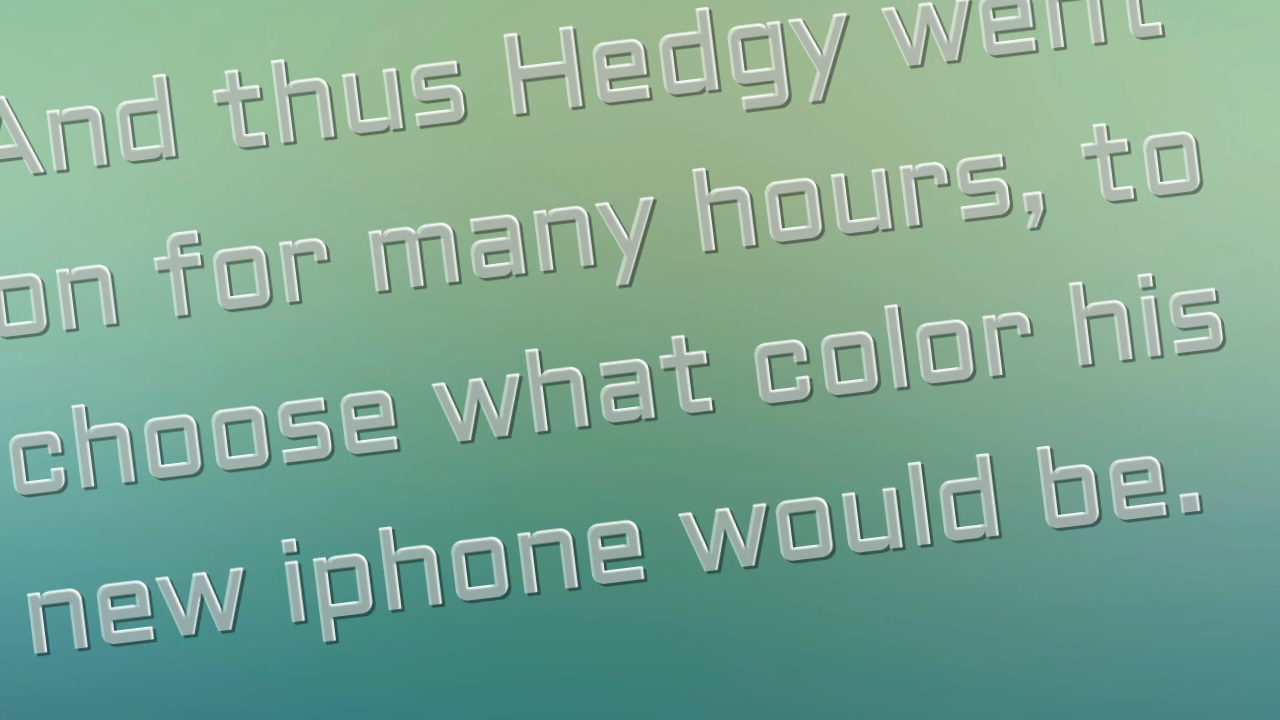 And thus Hedgy went
on for many hours, to
choose what color his
new iphone would be.